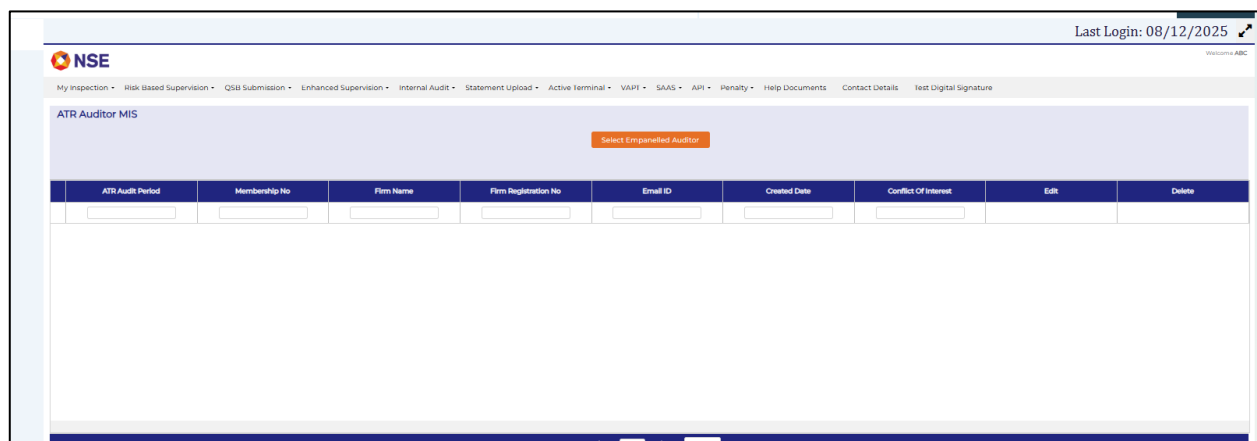 Last Login: 08/12/2025
NSE
Welcome ABC
My Inspection Risk Based Supervision QSB Submission Enhanced Supervision Internal Audit Statement Upload Active Terminal VAPT SAAS API Penalty Help Documents Contact Details Test Digital Signature
ATR Auditor MIS
Select Empanelled Auditor
ATR Audit Period Membership No Firm Name Firm Registration No Email ID Created Date Conflict Of Interest Edit Delete